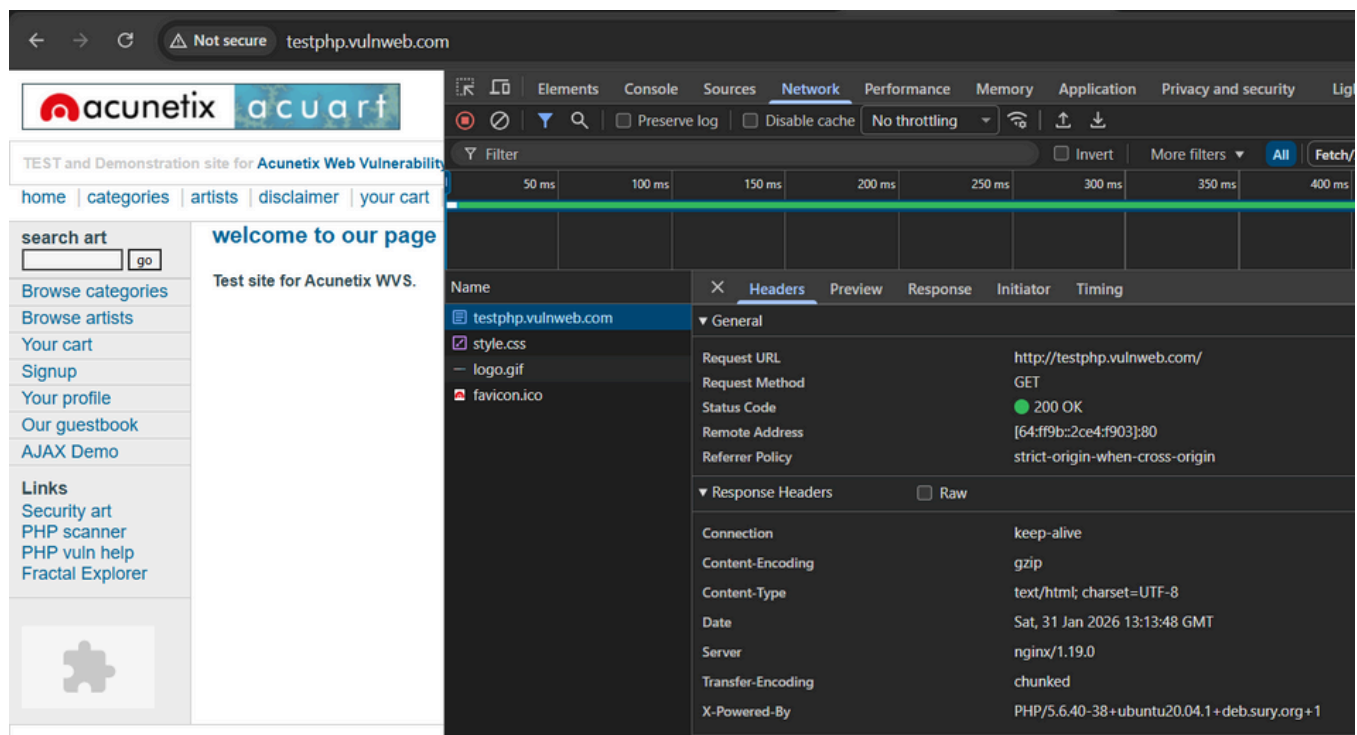 Not secure testphp.vulnweb.com
acunetix acuart
TEST and Demonstration site for Acunetix Web Vulnerability
home | categories | artists | disclaimer | your cart
search art
go
Browse categories
Browse artists
Your cart
Signup
Your profile
Our guestbook
AJAX Demo
Links
Security art
PHP scanner
PHP vuln help
Fractal Explorer
welcome to our page
Test site for Acunetix WVS.
Elements Console Sources Network Performance Memory Application Privacy and security
Preserve log Disable cache No throttling
Filter Invert More filters All Fetch/
50 ms 100 ms 150 ms 200 ms 250 ms 300 ms 350 ms 400 ms
Name
testphp.vulnweb.com
style.css
logo.gif
favicon.ico
Headers Preview Response Initiator Timing
General
Request URL http://testphp.vulnweb.com/
Request Method GET
Status Code 200 OK
Remote Address [64:ff9b::2ce4:f903]:80
Referrer Policy strict-origin-when-cross-origin
Response Headers Raw
Connection keep-alive
Content-Encoding gzip
Content-Type text/html; charset=UTF-8
Date Sat, 31 Jan 2026 13:13:48 GMT
Server nginx/1.19.0
Transfer-Encoding chunked
X-Powered-By PHP/5.6.40-38+ubuntu20.04.1+deb.sury.org+1